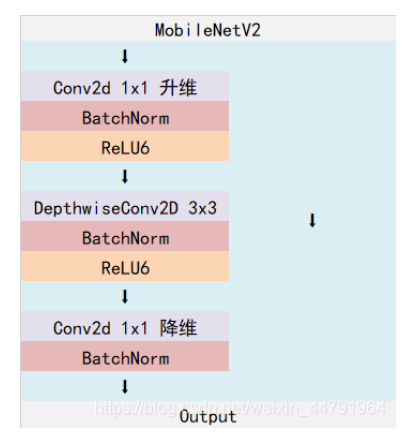 MobileNetV2
⬇
Conv2d 1x1 升维
BatchNorm
ReLU6
⬇
DepthwiseConv2D 3x3
⬇
BatchNorm
ReLU6
⬇
Conv2d 1x1 降维
BatchNorm
⬇
https://blog.csdn.net/weixin_44791964
Output